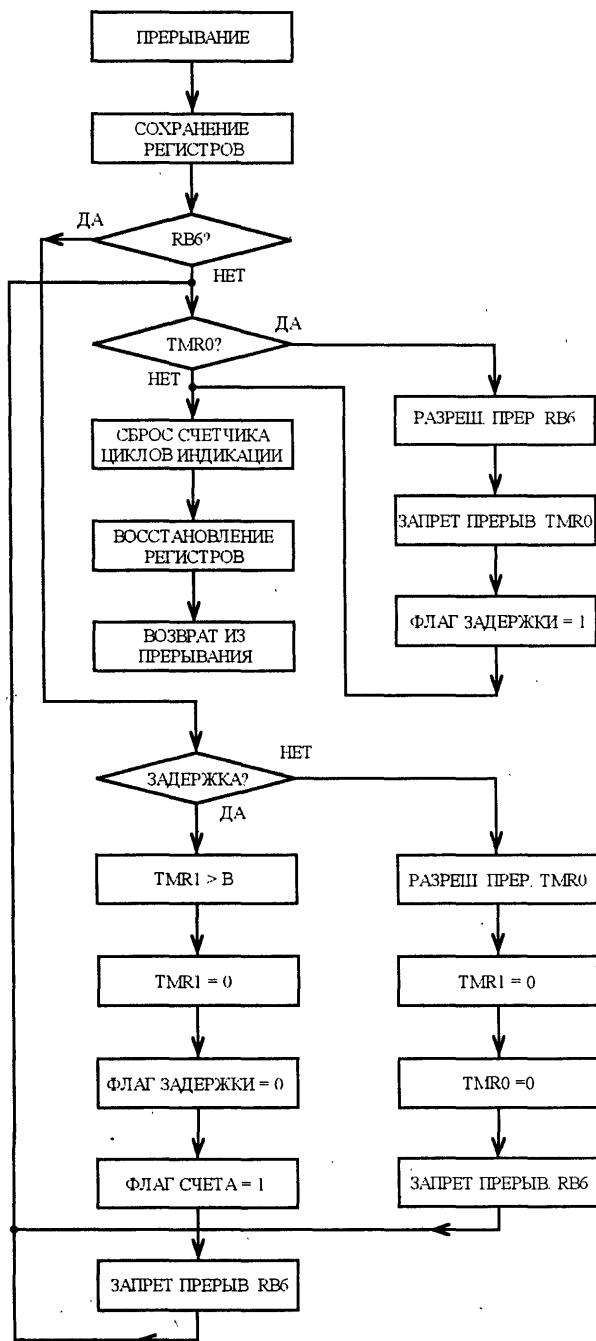 ПРЕРЫВАНИЕ
СОХРАНЕНИЕ
РЕГИСТРОВ
ДА
RB6?
НЕТ
ДА
TMR0?
НЕТ
РАЗРЕШ. ПРЕР RB6
СБРОС СЧЕТЧИКА
ЦИКЛОВ ИНДИКАЦИИ
ЗАПРЕТ ПРЕРЫВ TMR0
ВОССТАНОВЛЕНИЕ
РЕГИСТРОВ
ФЛАГ ЗАДЕРЖКИ = 1
ВОЗВРАТ ИЗ
ПРЕРЫВАНИЯ
НЕТ
ЗАДЕРЖКА?
ДА
TMR1 > B
РАЗРЕШ ПРЕР. TMR0
TMR1 = 0
TMR1 = 0
ФЛАГ ЗАДЕРЖКИ = 0
TMR0 =0
ФЛАГ СЧЕТА = 1
ЗАПРЕТ ПРЕРЫВ. RB6
ЗАПРЕТ ПРЕРЫВ RB6